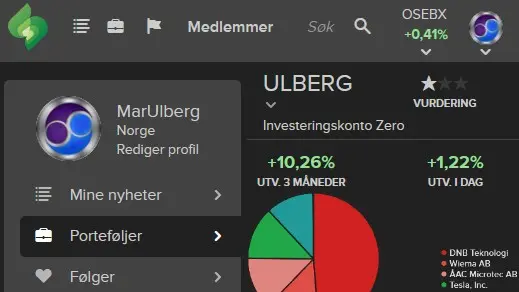 Medlemmer
Søk
OSEBX
+0,41%
MarUlberg
Norge
Rediger profil
Mine nyheter
Porteføljer
Følger
ULBERG
VURDERING
Investeringskonto Zero
+10,26%
UTV. 3 MÅNEDER
+1,22%
UTV. I DAG
DNB Teknologi
Wiema AB
ÅAC Microtec AB
Tesla, Inc.